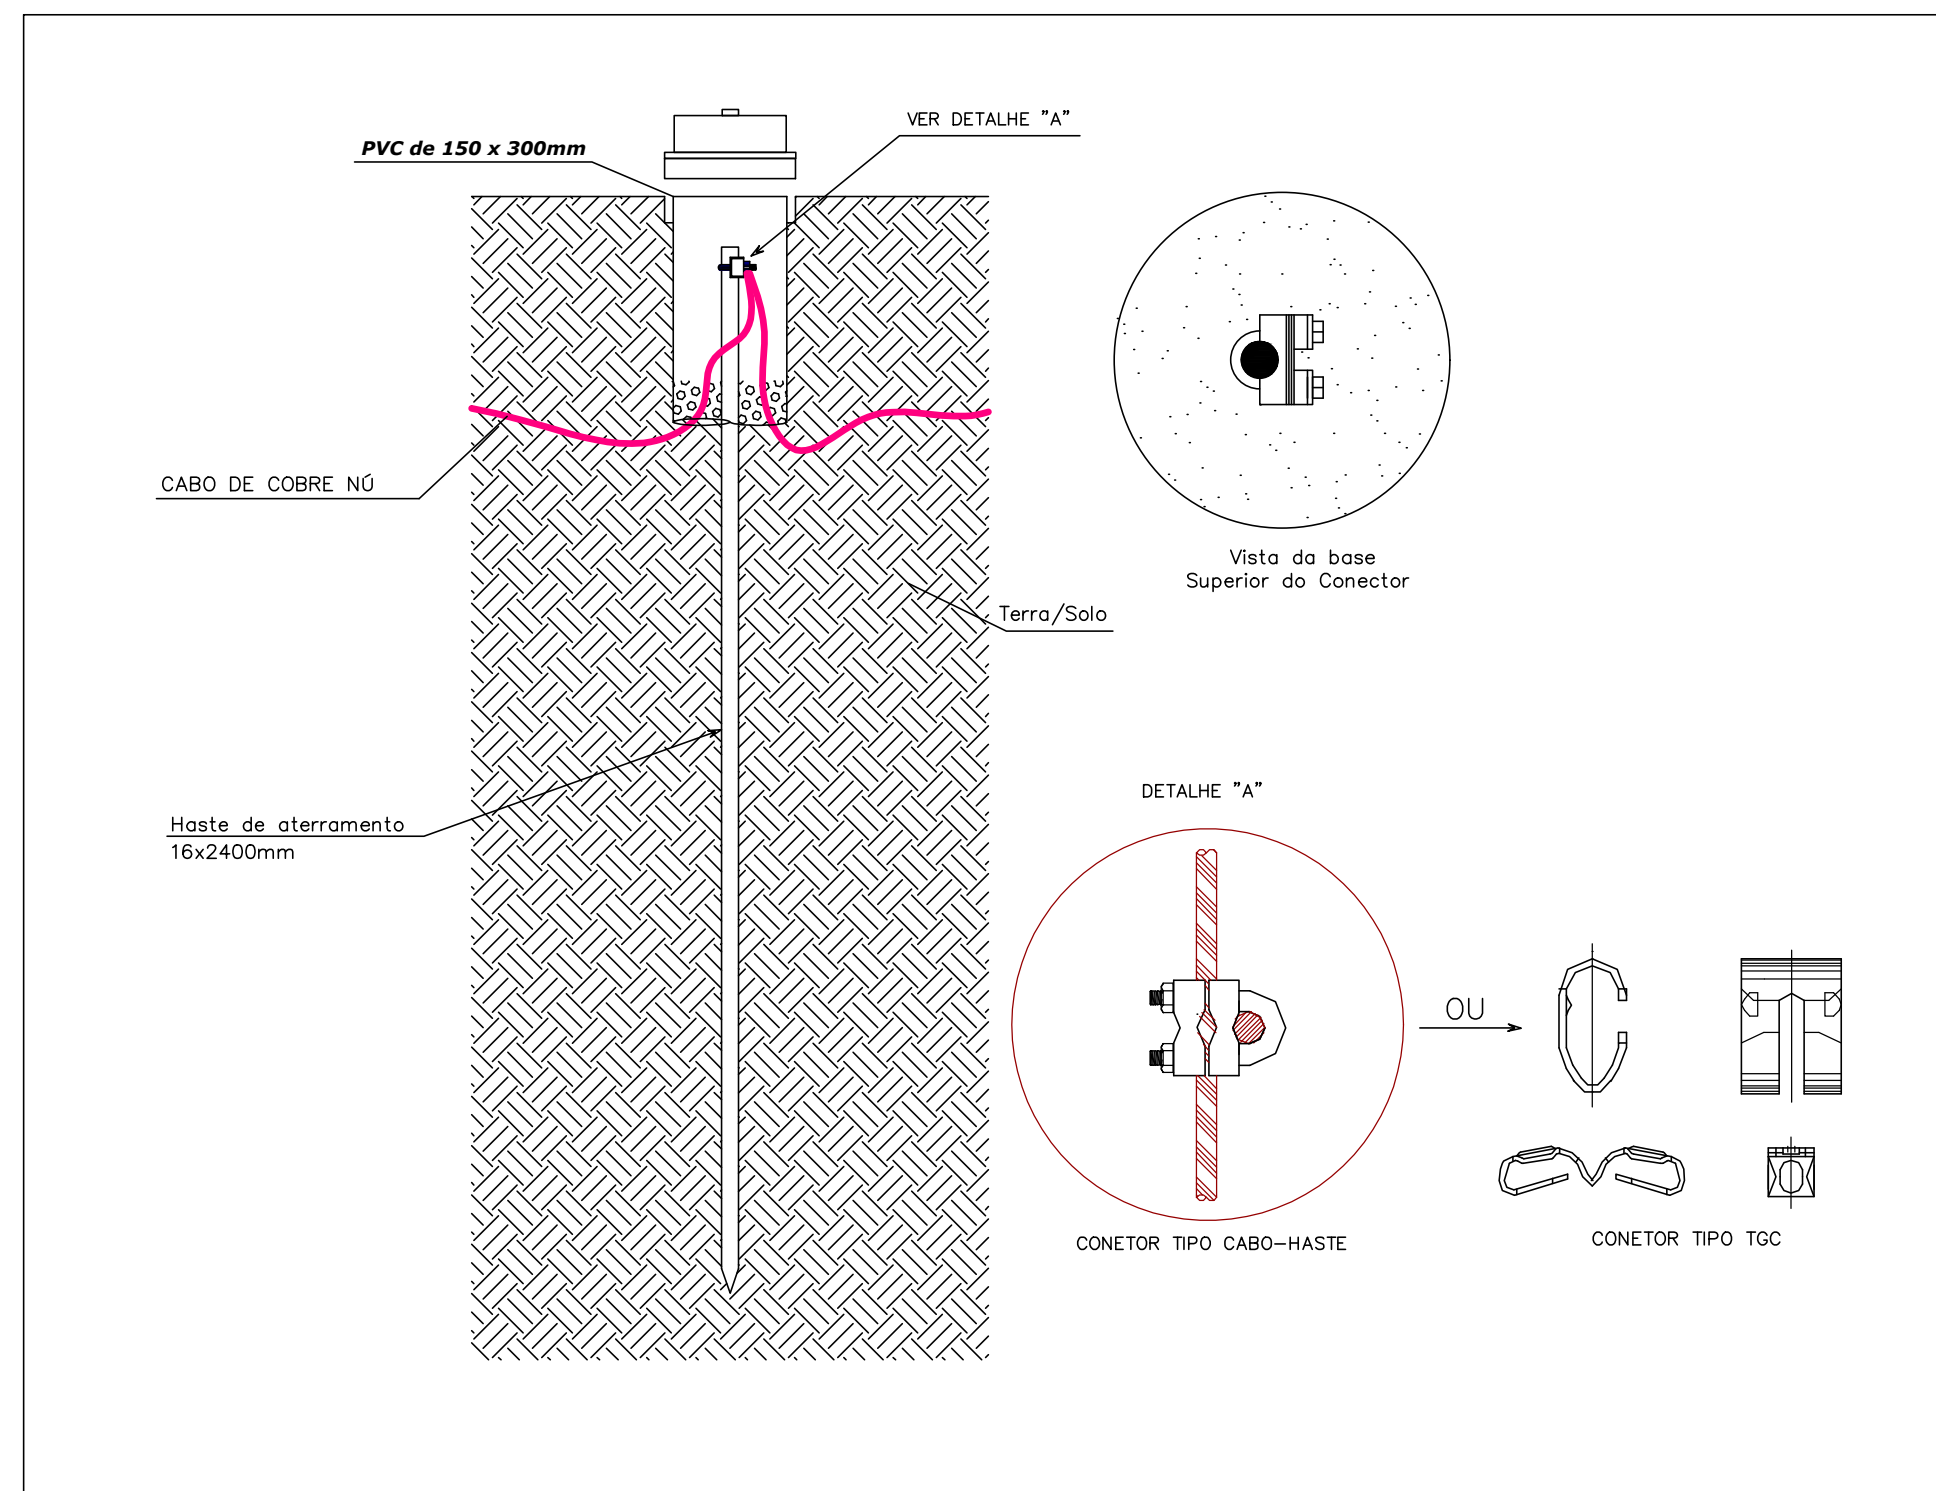 VER DETALHE "A"
PVC de 150 x 300mm
CABO DE COBRE NÚ
Vista da base
Superior do Conector
Terra/Solo
Haste de aterramento
16x2400mm
DETALHE "A"
OU
CONETOR TIPO CABO-HASTE
CONETOR TIPO TGC